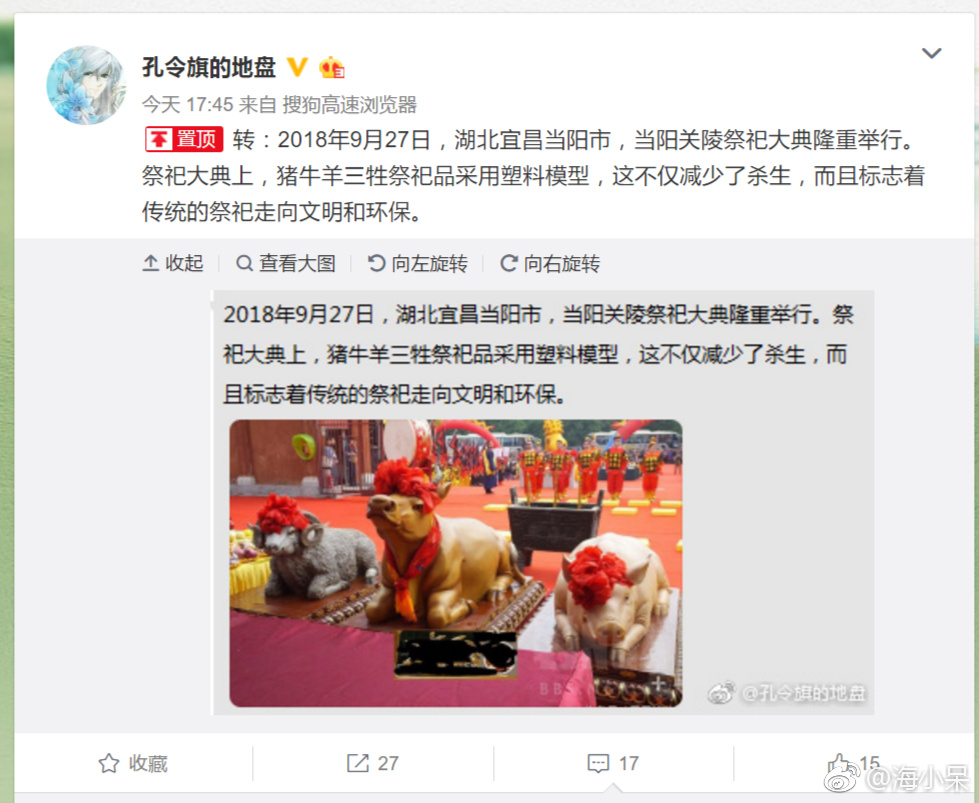 孔令旗的地盘
今天 17:45 来自 搜狗高速浏览器
置顶 转：2018年9月27日，湖北宜昌当阳市，当阳关陵祭祀大典隆重举行。
祭祀大典上，猪牛羊三牲祭祀品采用塑料模型，这不仅减少了杀生，而且标志着
传统的祭祀走向文明和环保。
收起 查看大图 向左旋转 向右旋转
2018年9月27日，湖北宜昌当阳市，当阳关陵祭祀大典隆重举行。祭
祀大典上，猪牛羊三牲祭祀品采用塑料模型，这不仅减少了杀生，而
且标志着传统的祭祀走向文明和环保。
BBS
@孔令旗的地盘
收藏 27 17 15
@海小呆